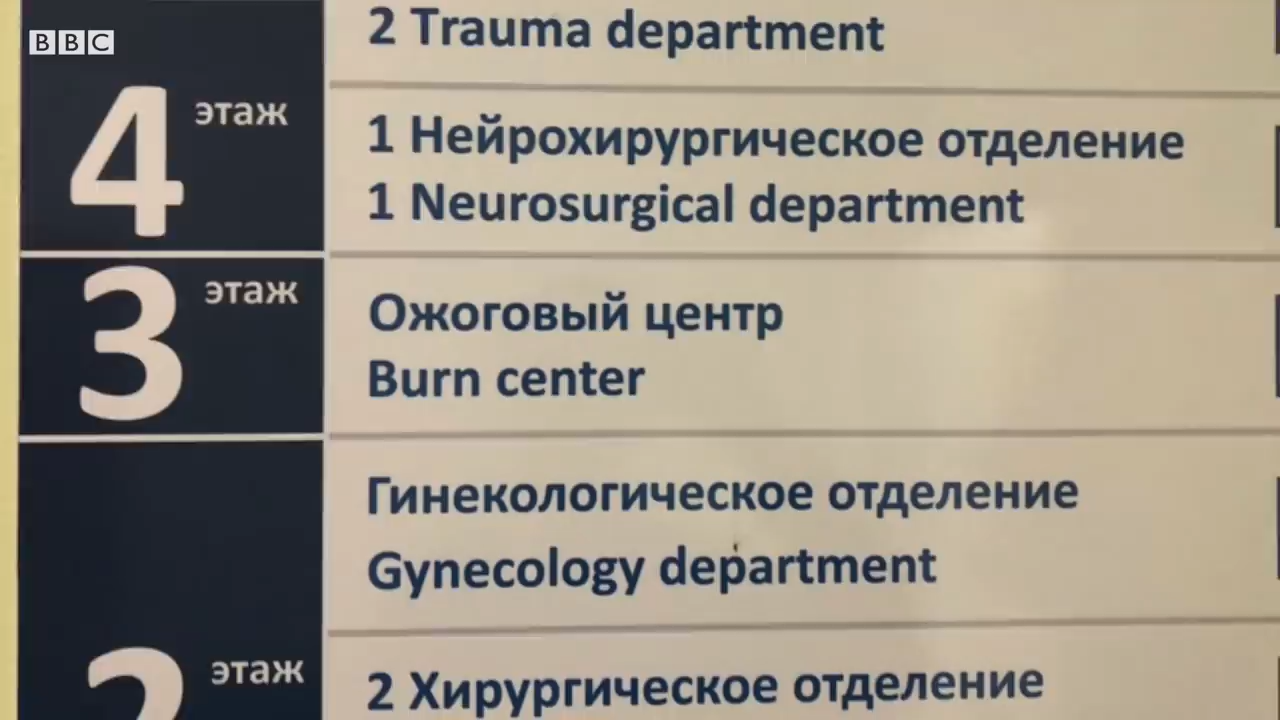 BBC
2 Trauma department
4 этаж
1 Нейрохирургическое отделение
1 Neurosurgical department
3 этаж
Ожоговый центр
Burn center
Гинекологическое отделение
Gynecology department
2 этаж
2 Хирургическое отделение